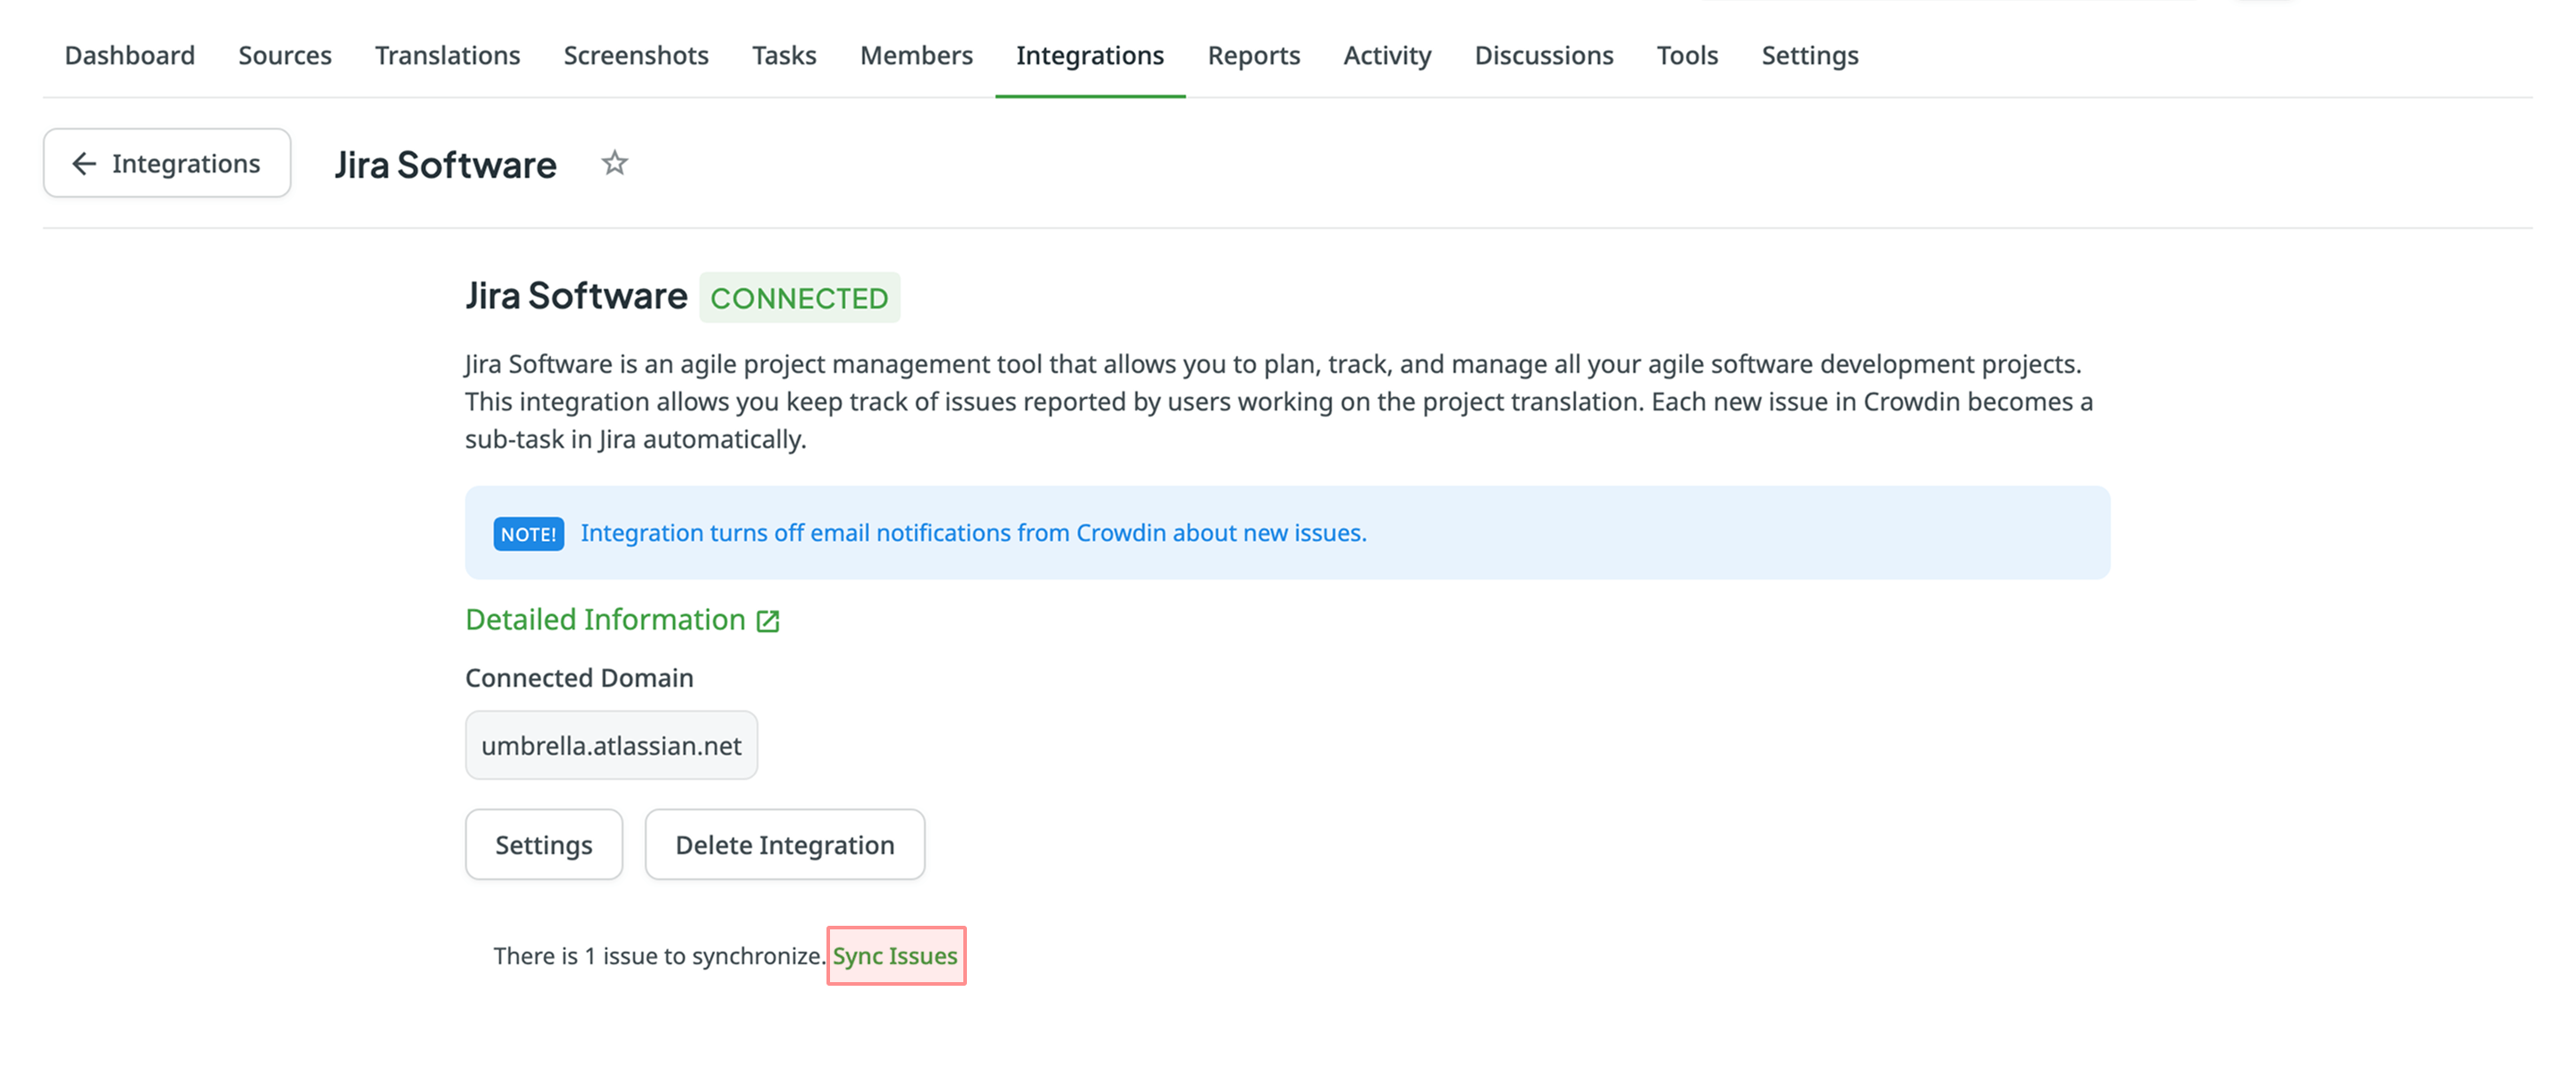 Dashboard Sources Translations Screenshots Tasks Members Integrations Reports Activity Discussions Tools Settings
Integrations Jira Software
Jira Software CONNECTED
Jira Software is an agile project management tool that allows you to plan, track, and manage all your agile software development projects.
This integration allows you keep track of issues reported by users working on the project translation. Each new issue in Crowdin becomes a
sub-task in Jira automatically.
NOTE! Integration turns off email notifications from Crowdin about new issues.
Detailed Information
Connected Domain
umbrella.atlassian.net
Settings Delete Integration
There is 1 issue to synchronize. Sync Issues